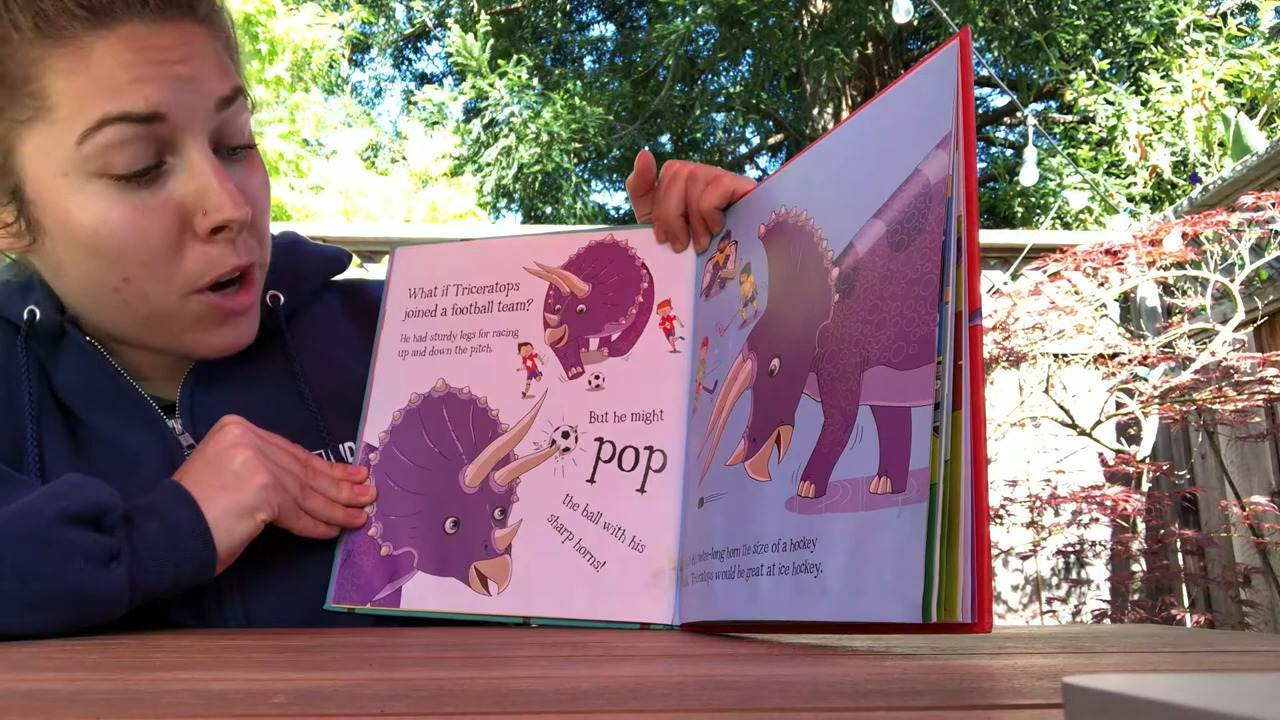 What if Triceratops
joined a football team?
He had sturdy legs for racing
up and down the pitch.
But he might
pop
the ball with his
sharp horns!
-long horn the size of a hockey
Triceratops would be great at ice hockey.